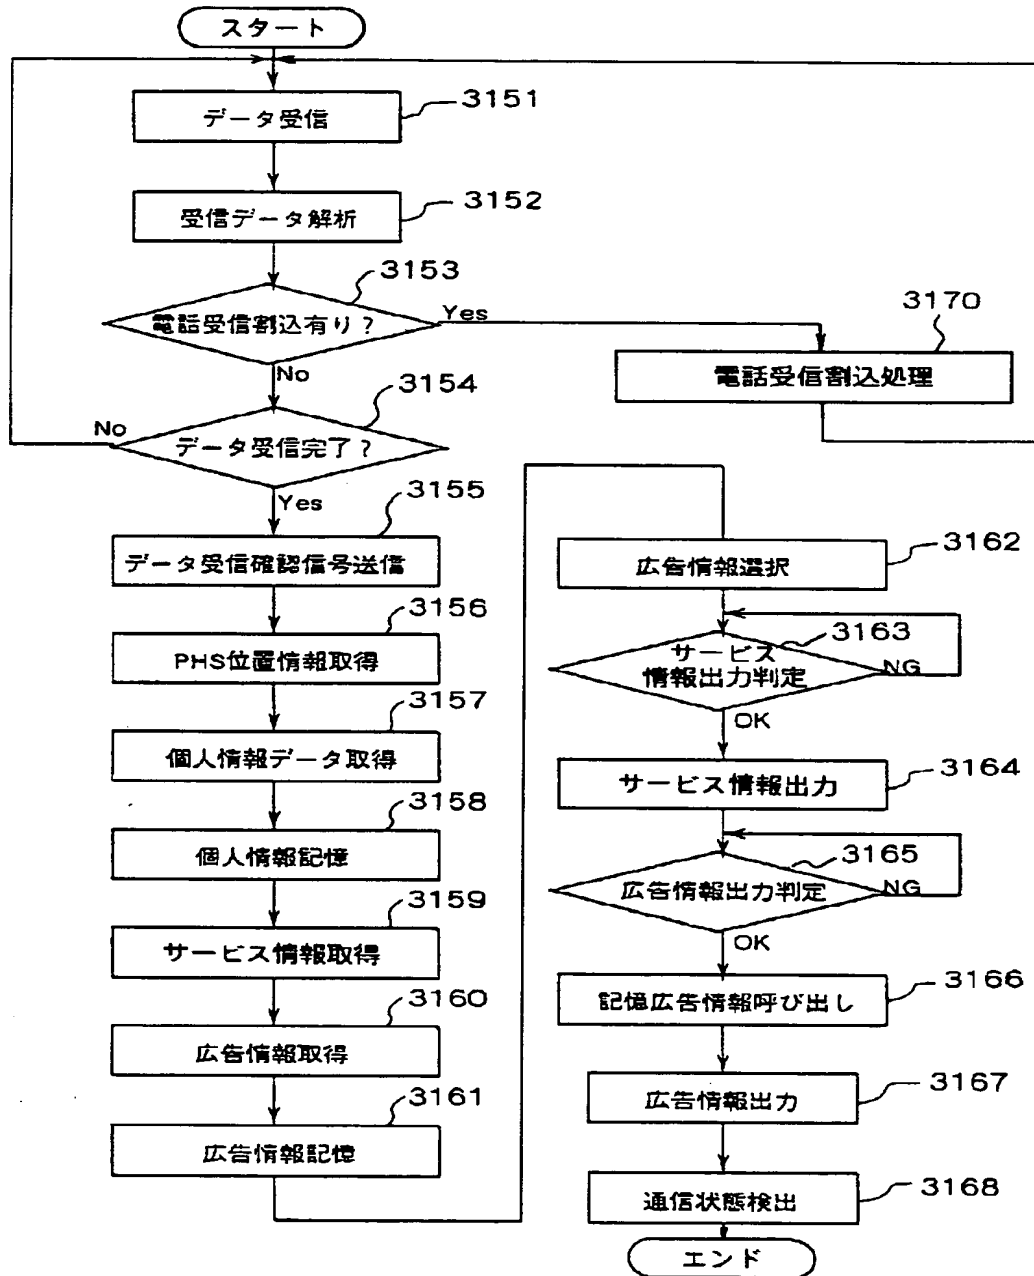 スタート
3151
データ受信
3152
受信データ解析
3153
電話受信割込有り?
Yes
3170
電話受信割込処理
No
3154
データ受信完了?
No
Yes
3155
データ受信確認信号送信
3156
PHS位置情報取得
3157
個人情報データ取得
3158
個人情報記憶
3159
サービス情報取得
3160
広告情報取得
3161
広告情報記憶
3162
広告情報選択
3163
サービス
情報出力判定
NG
OK
3164
サービス情報出力
3165
広告情報出力判定
NG
OK
3166
記憶広告情報呼び出し
3167
広告情報出力
3168
通信状態検出
エンド